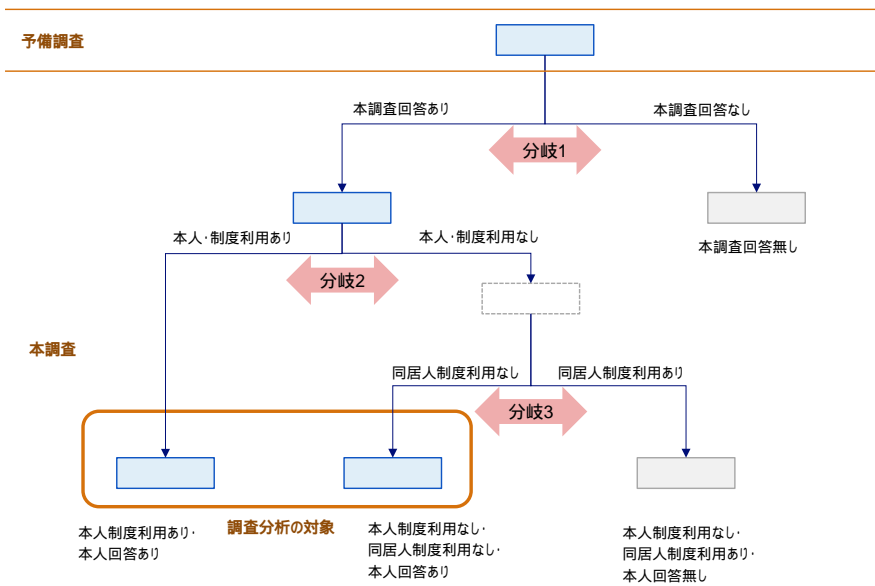 予備調査
本調査回答あり
本調査回答なし
分岐1
本調査回答無し
本人・制度利用あり
本人・制度利用なし
分岐2
本調査
同居人制度利用なし
同居人制度利用あり
分岐3
調査分析の対象
本人制度利用あり・
本人回答あり
本人制度利用なし・
同居人制度利用なし・
本人回答あり
本人制度利用なし・
同居人制度利用あり・
本人回答無し